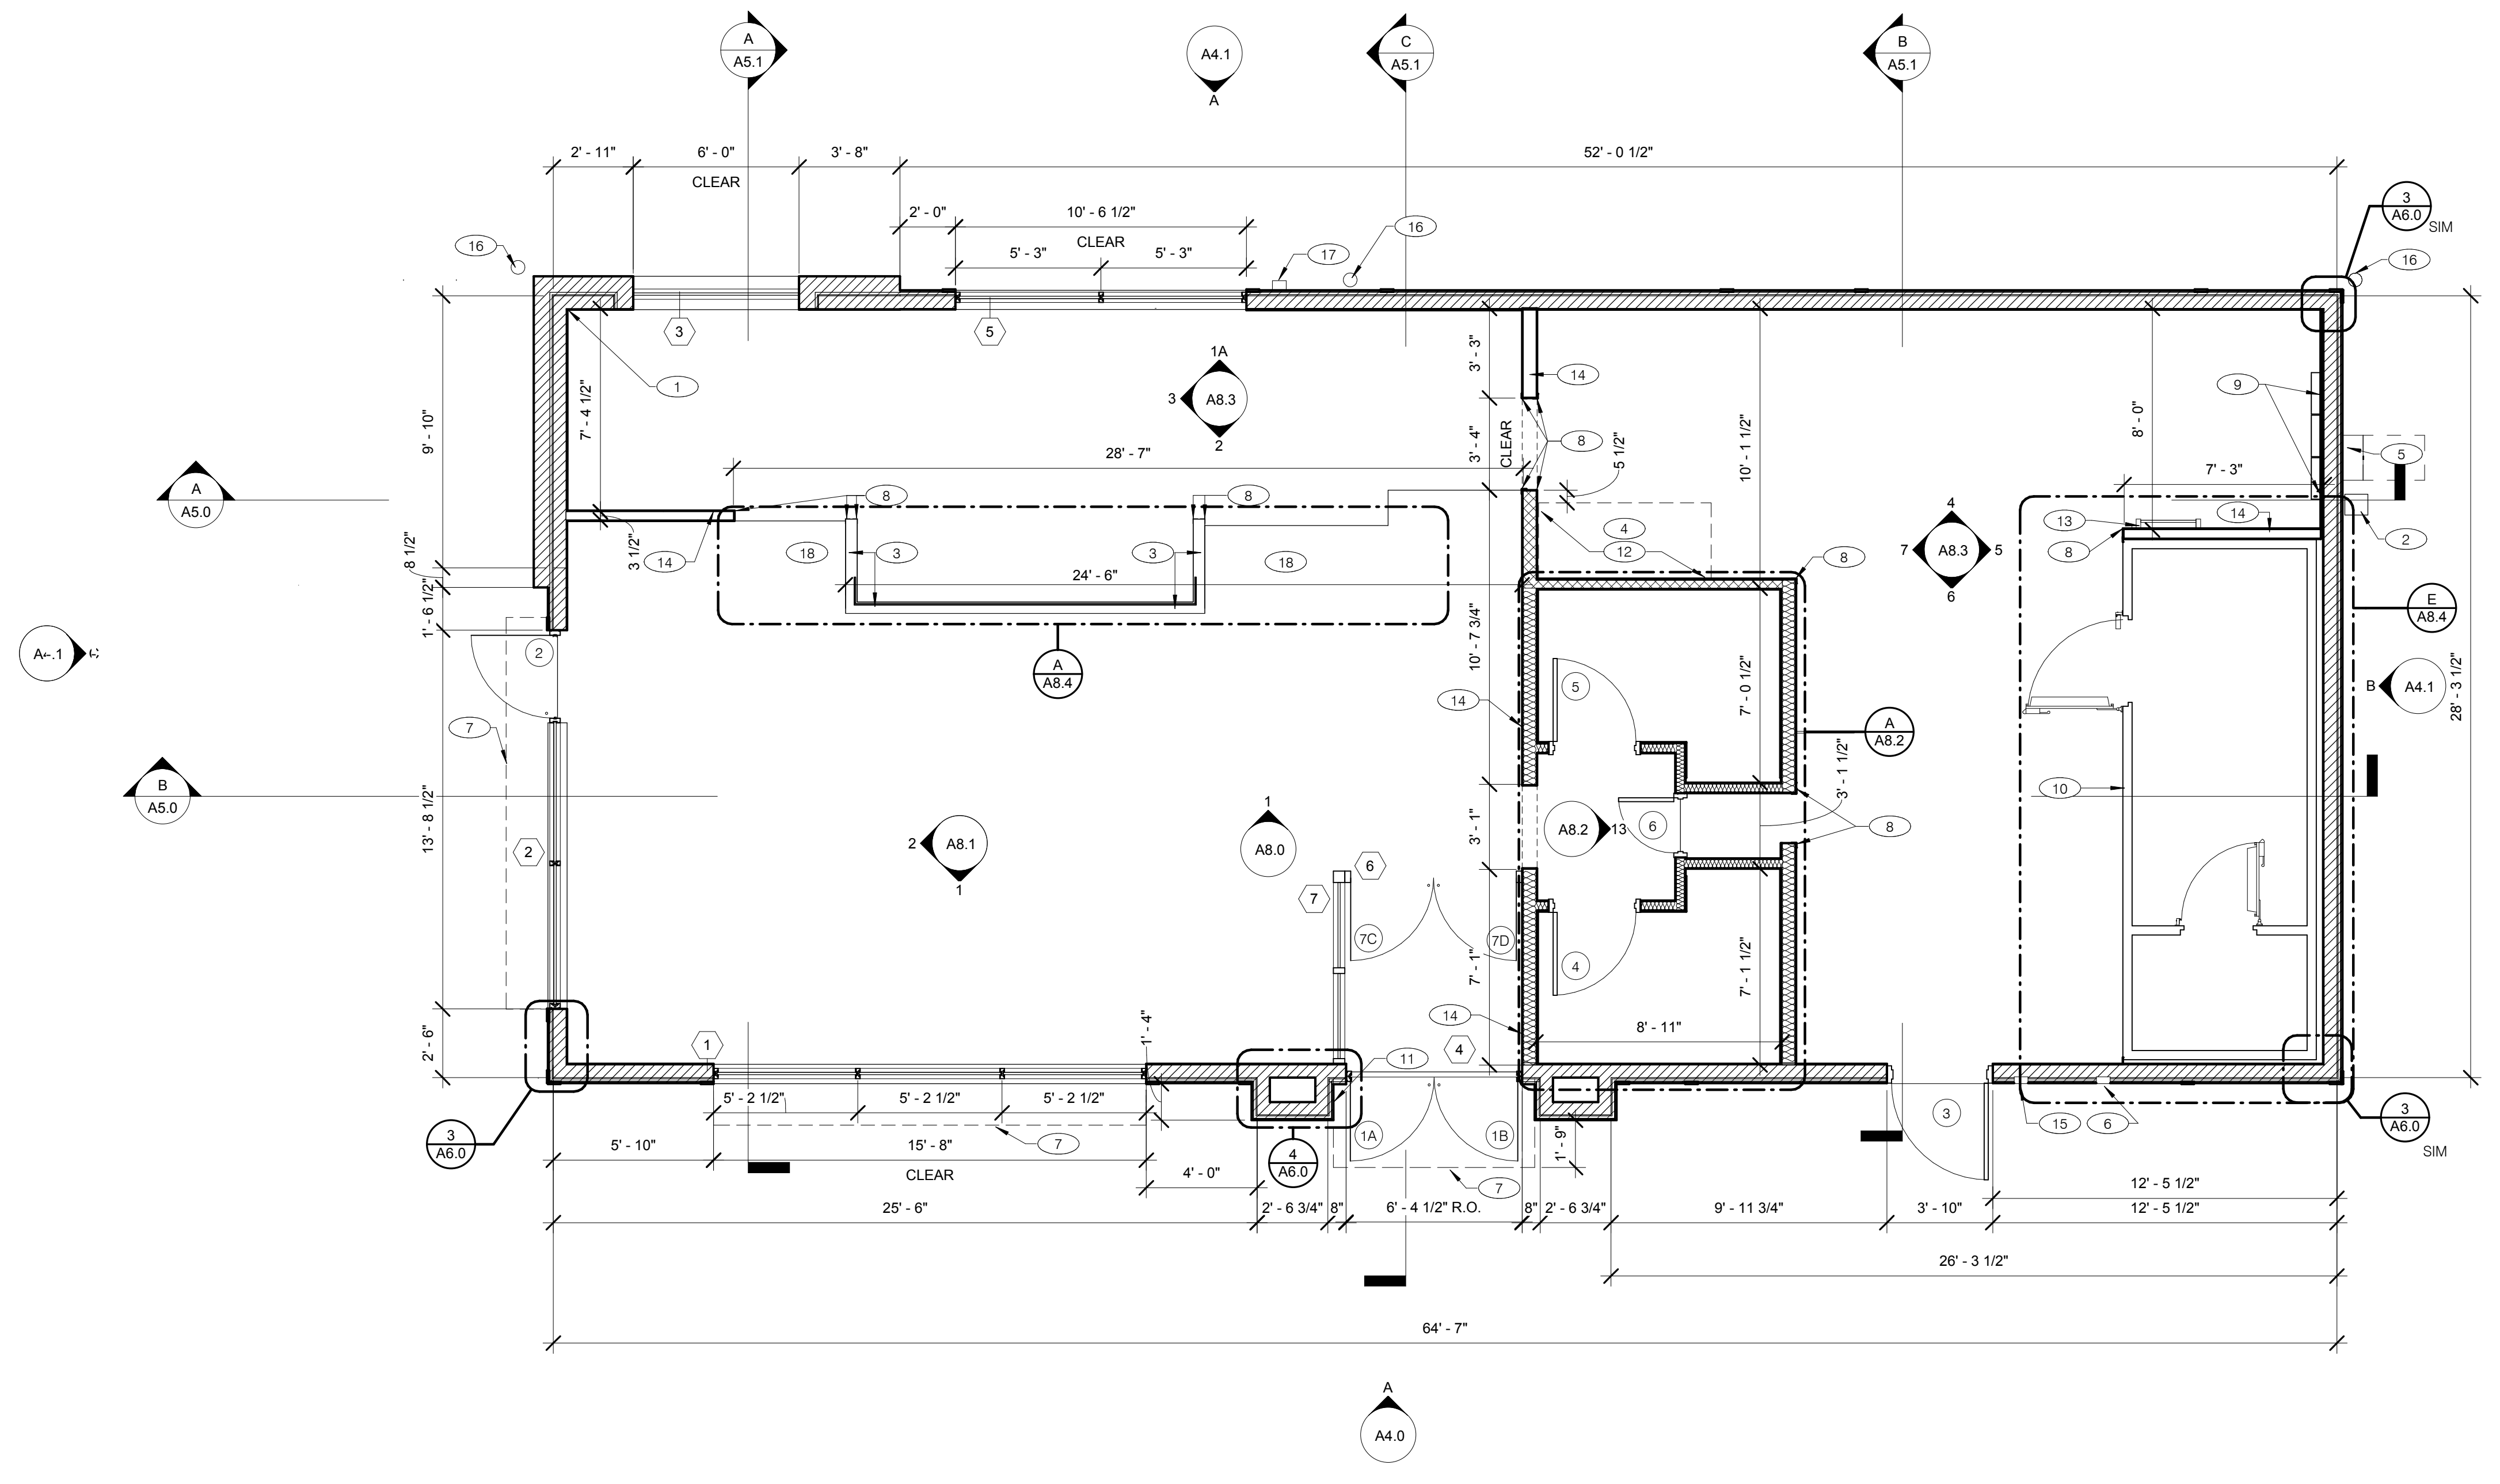 A
A5.1
A4.1
A
C
A5.1
B
A5.1
2' - 11"
6' - 0"
CLEAR
3' - 8"
52' - 0 1/2"
2' - 0"
10' - 6 1/2"
CLEAR
5' - 3"
5' - 3"
16
17
16
3
A6.0
SIM
16
3
5
1
9' - 10"
7' - 4 1/2"
1A
3
A8.3
2
3' - 3"
14
3' - 4"
CLEAR
8
5 1/2"
10' - 1 1/2"
8' - 0"
9
5
7' - 3"
28' - 7"
A
A5.0
8
8
8 1/2"
3 1/2"
14
18
3
3
18
24' - 6"
4
12
8
4
7
A8.3
5
6
13
14
8
2
1' - 6 1/2"
2
E
A8.4
10' - 7 3/4"
A
A8.4
5
14
7' - 0 1/2"
A
A8.2
B
A4.1
28' - 3 1/2"
7
B
A5.0
3' - 1 1/2"
10
13' - 8 1/2"
2
2
A8.1
1
1
A8.0
3' - 1"
A8.2
13
6
8
6
7
7C
7D
7' - 1"
4
7' - 1 1/2"
14
8' - 11"
2' - 6"
1
1' - 4"
4
11
5' - 2 1/2"
5' - 2 1/2"
5' - 2 1/2"
7
3
A6.0
1A
1B
1' - 9"
3
15
6
3
A6.0
SIM
5' - 10"
15' - 8"
CLEAR
4' - 0"
4
A6.0
7
12' - 5 1/2"
25' - 6"
2' - 6 3/4"
8"
6' - 4 1/2" R.O.
8"
2' - 6 3/4"
9' - 11 3/4"
3' - 10"
12' - 5 1/2"
26' - 3 1/2"
64' - 7"
A
A4.0